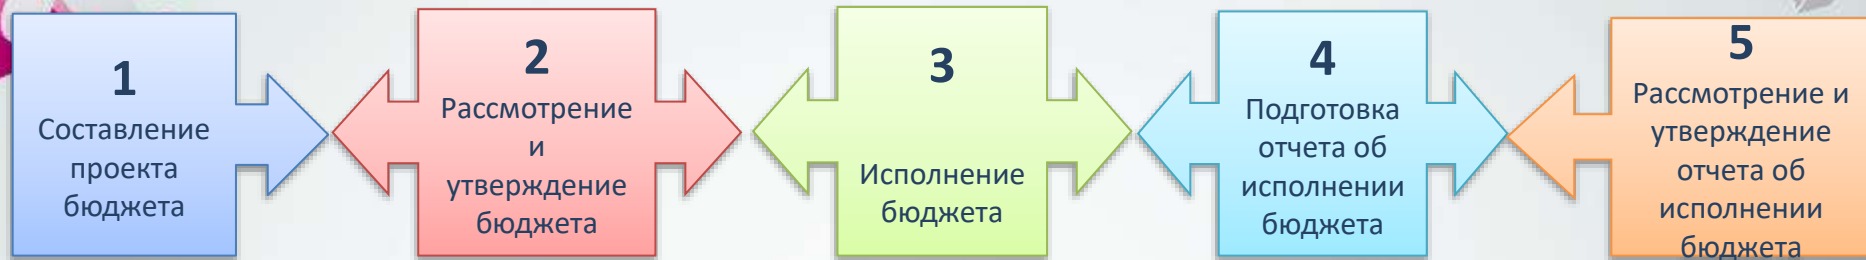 1
Составление
проекта
бюджета
2
Рассмотрение
и
утверждение
бюджета
3
Исполнение
бюджета
4
Подготовка
отчета об
исполнении
бюджета
5
Рассмотрение и
утверждение
отчета об
исполнении
бюджета